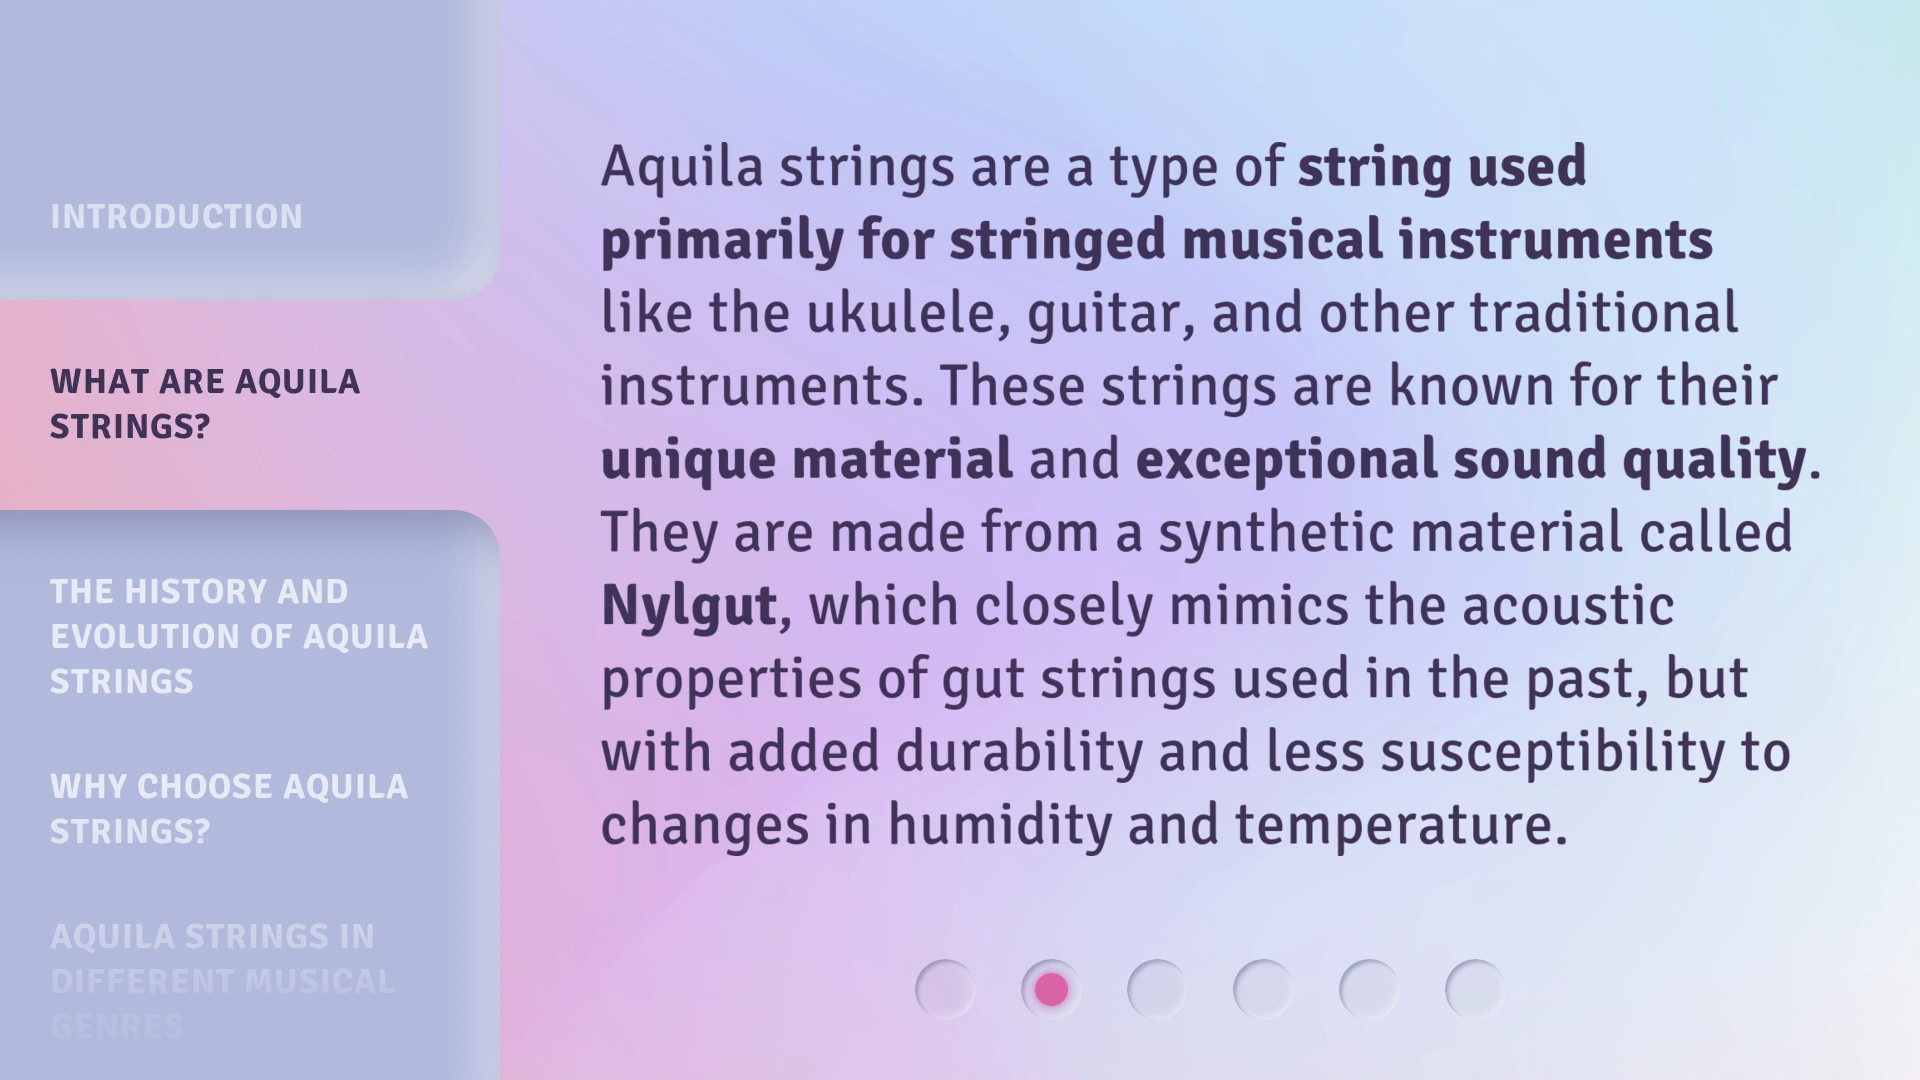 INTRODUCTION
WHAT ARE AQUILA
STRINGS?
THE HISTORY AND
EVOLUTION OF AQUILA
STRINGS
WHY CHOOSE AQUILA
STRINGS?
AQUILA STRINGS IN
DIFFERENT MUSICAL
GENRES
Aquila strings are a type of string used
primarily for stringed musical instruments
like the ukulele, guitar, and other traditional
instruments. These strings are known for their
unique material and exceptional sound quality.
They are made from a synthetic material called
Nylgut, which closely mimics the acoustic
properties of gut strings used in the past, but
with added durability and less susceptibility to
changes in humidity and temperature.